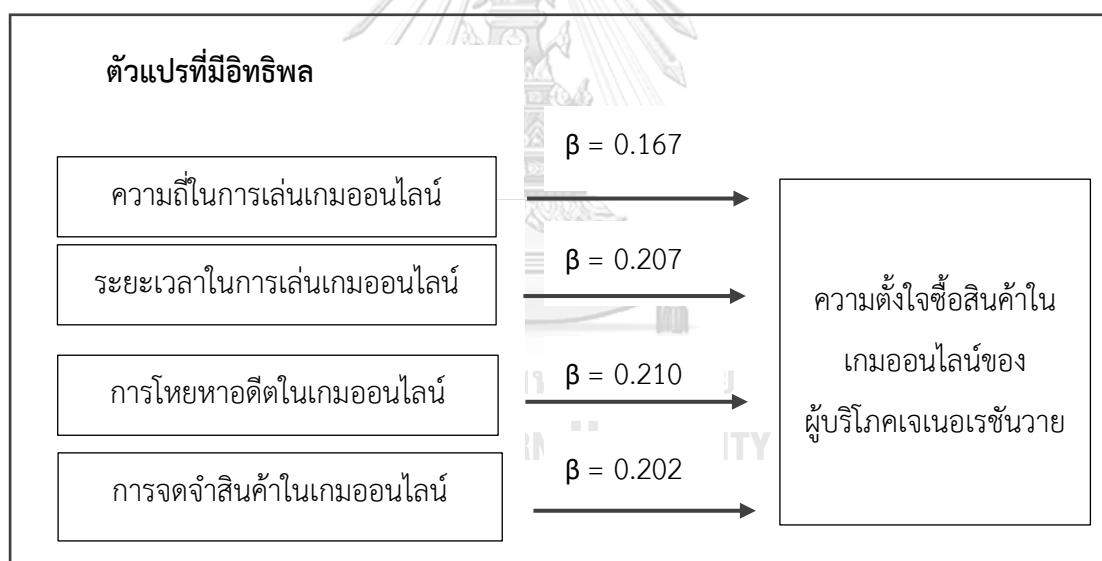 ตัวแปรที่มีอิทธิพล
β = 0.167
ความถี่ในการเล่นเกมออนไลน์
β = 0.207
ระยะเวลาในการเล่นเกมออนไลน์
ความตั้งใจซื้อสินค้าใน
เกมออนไลน์ของ
ผู้บริโภคเจเนอเรชันวาย
β = 0.210
การโหยหาอดีตในเกมออนไลน์
β = 0.202
การจดจำสินค้าในเกมออนไลน์